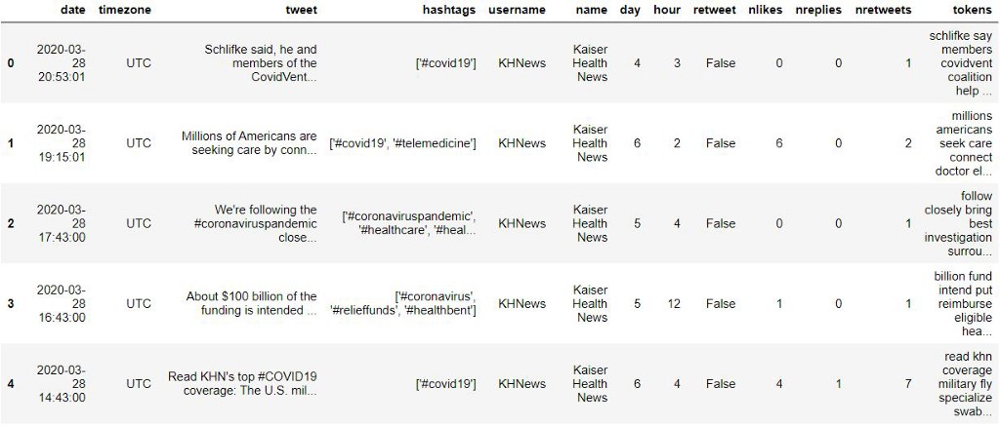 date timezone tweet hashtags username name day hour retweet nlikes nreplies nretweets tokens
0 2020-03-28 20:53:01 UTC Schlifke said, he and members of the CovidVent... ['#covid19'] KHNews Kaiser Health News 4 3 False 0 0 1 schlifke say members covidvent coalition help ...
1 2020-03-28 19:15:01 UTC Millions of Americans are seeking care by conn... ['#covid19', '#telemedicine'] KHNews Kaiser Health News 6 2 False 6 0 2 millions americans seek care connect doctor el...
2 2020-03-28 17:43:00 UTC We're following the #coronaviruspandemic close... ['#coronaviruspandemic', '#healthcare', '#heal... KHNews Kaiser Health News 5 4 False 0 0 1 follow closely bring best investigation surrou...
3 2020-03-28 16:43:00 UTC About $100 billion of the funding is intended ... ['#coronavirus', '#relieffunds', '#healthbent'] KHNews Kaiser Health News 5 12 False 1 0 1 billion fund intend put reimburse eligible hea...
4 2020-03-28 14:43:00 UTC Read KHN's top #COVID19 coverage: The U.S. mil... ['#covid19'] KHNews Kaiser Health News 6 4 False 4 1 7 read khn coverage military fly specialize swab...